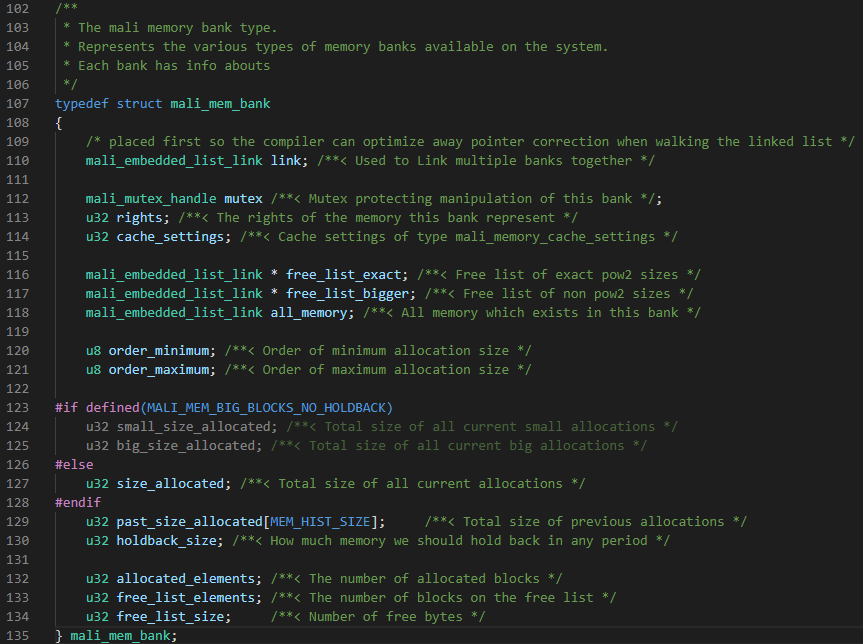 102 /**
103  * The mali memory bank type.
104  * Represents the various types of memory banks available on the system.
105  * Each bank has info abouts
106  */
107 typedef struct mali_mem_bank
108 {
109     /* placed first so the compiler can optimize away pointer correction when walking the linked list */
110     mali_embedded_list_link link; /**< Used to Link multiple banks together */
111
112     mali_mutex_handle mutex /**< Mutex protecting manipulation of this bank */;
113     u32 rights; /**< The rights of the memory this bank represent */
114     u32 cache_settings; /**< Cache settings of type mali_memory_cache_settings */
115
116     mali_embedded_list_link * free_list_exact; /**< Free list of exact pow2 sizes */
117     mali_embedded_list_link * free_list_bigger; /**< Free list of non pow2 sizes */
118     mali_embedded_list_link all_memory; /**< All memory which exists in this bank */
119
120     u8 order_minimum; /**< Order of minimum allocation size */
121     u8 order_maximum; /**< Order of maximum allocation size */
122
123 #if defined(MALI_MEM_BIG_BLOCKS_NO_HOLDBACK)
124     u32 small_size_allocated; /**< Total size of all current small allocations */
125     u32 big_size_allocated; /**< Total size of all current big allocations */
126 #else
127     u32 size_allocated; /**< Total size of all current allocations */
128 #endif
129     u32 past_size_allocated[MEM_HIST_SIZE];     /**< Total size of previous allocations */
130     u32 holdback_size; /**< How much memory we should hold back in any period */
131
132     u32 allocated_elements; /**< The number of allocated blocks */
133     u32 free_list_elements; /**< The number of blocks on the free list */
134     u32 free_list_size;     /**< Number of free bytes */
135 } mali_mem_bank;